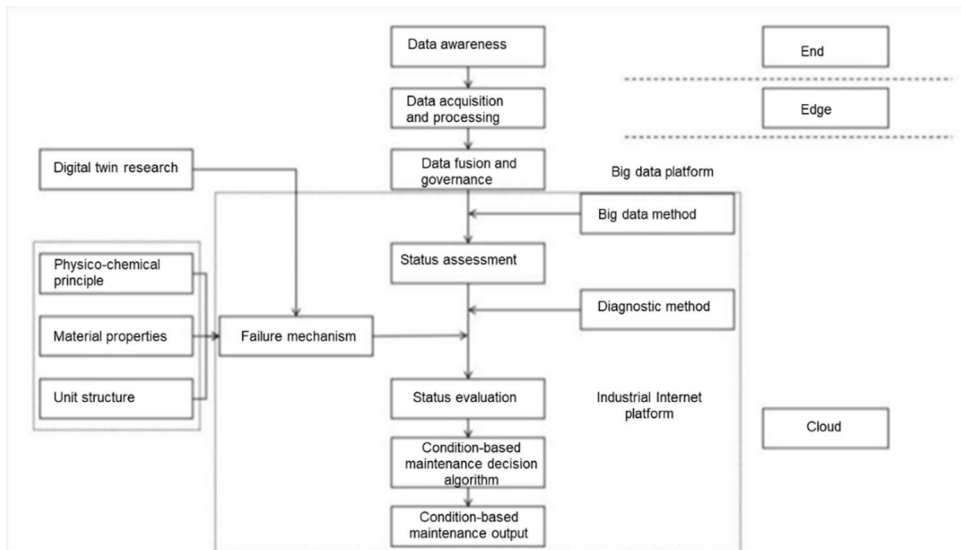 Data awareness
End
Data acquisition
and processing
Edge
Digital twin research
Data fusion and
governance
Big data platform
Big data method
Physico-chemical
principle
Status assessment
Diagnostic method
Material properties
Failure mechanism
Unit structure
Status evaluation
Industrial Internet
platform
Cloud
Condition-based
maintenance decision
algorithm
Condition-based
maintenance output